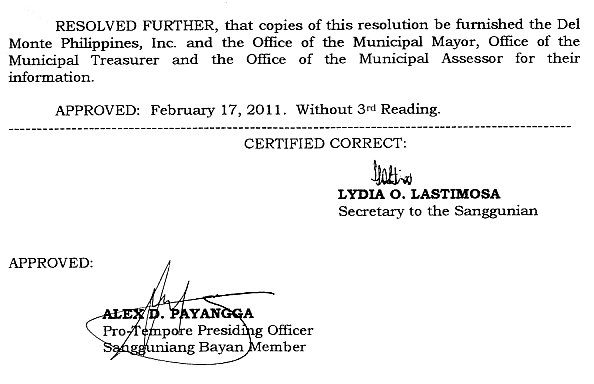 RESOLVED FURTHER, that copies of this resolution be furnished the Del
Monte Philippines, Inc. and the Office of the Municipal Mayor, Office of the
Municipal Treasurer and the Office of the Municipal Assessor for their
information.
APPROVED: February 17, 2011. Without 3rd Reading.
CERTIFIED CORRECT:
LYDIA O. LASTIMOSA
Secretary to the Sanggunian
APPROVED:
ALEX D. PAYANGGA
Pro-Tempore Presiding Officer
Sangguniang Bayan Member